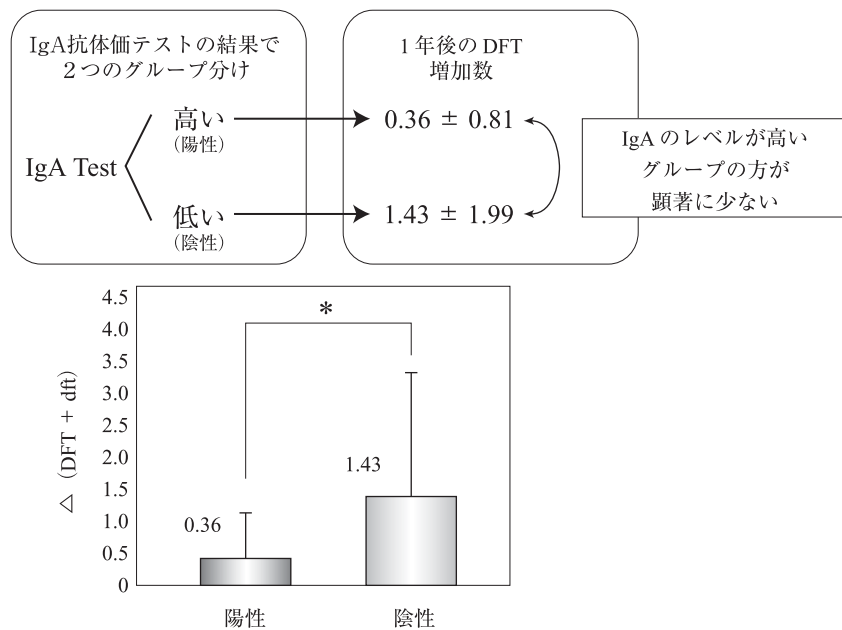 IgA抗体価テストの結果で
2つのグループ分け
IgA Test
高い
(陽性)
低い
(陰性)
1年後のDFT
増加数
0.36 ± 0.81
1.43 ± 1.99
IgAのレベルが高い
グループの方が
顕著に少ない
△ (DFT + dft)
4.5
4.0
3.5
3.0
2.5
2.0
1.5
1.0
0.5
0
*
0.36
1.43
陽性
陰性